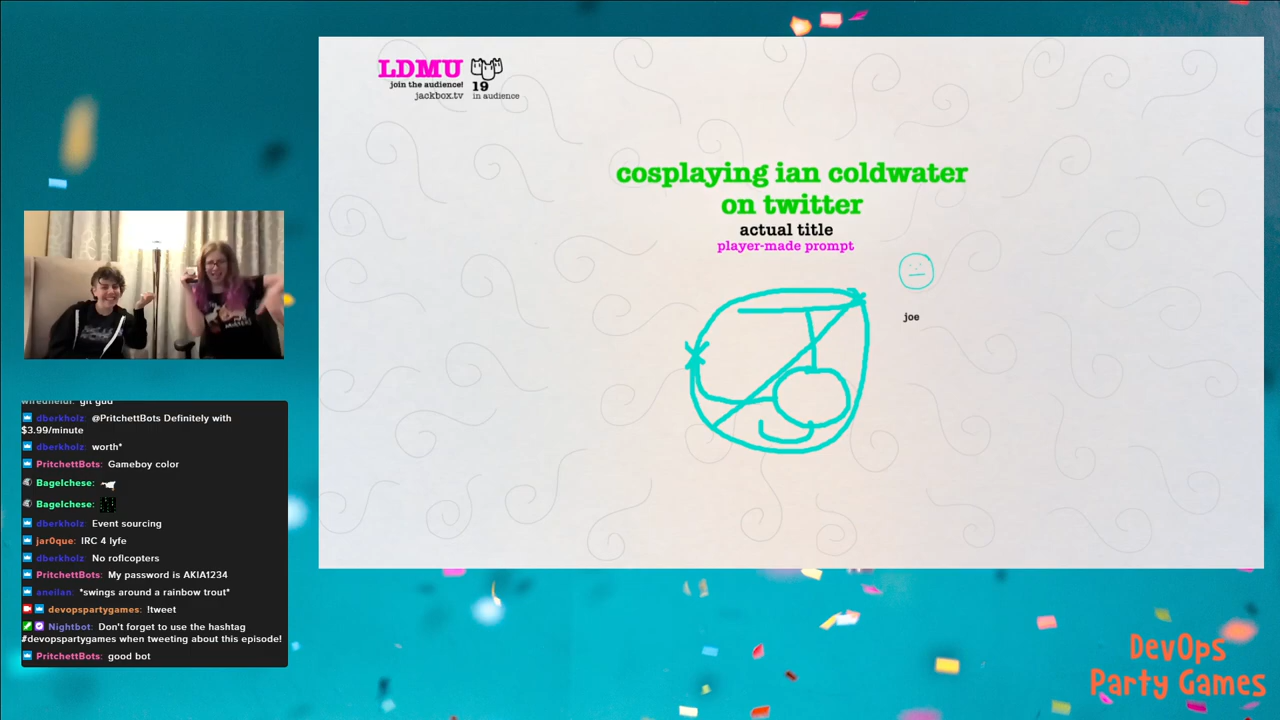 LDMU
join the audience!
jackbox.tv
19
in audience
cosplaying ian coldwater
on twitter
actual title
player-made prompt
joe
dberkholz: @PritchettBots Definitely with
$3.99/minute
dberkholz: worth*
PritchettBots: Gameboy color
Bagelchese:
Bagelchese:
dberkholz: Event sourcing
jar0que: IRC 4 lyfe
dberkholz: No roflcopters
PritchettBots: My password is AKIA1234
aneilan: *swings around a rainbow trout*
devopspartygames: !tweet
Nightbot: Don't forget to use the hashtag
#devopspartygames when tweeting about this episode!
PritchettBots: good bot
DevOps
Party Games